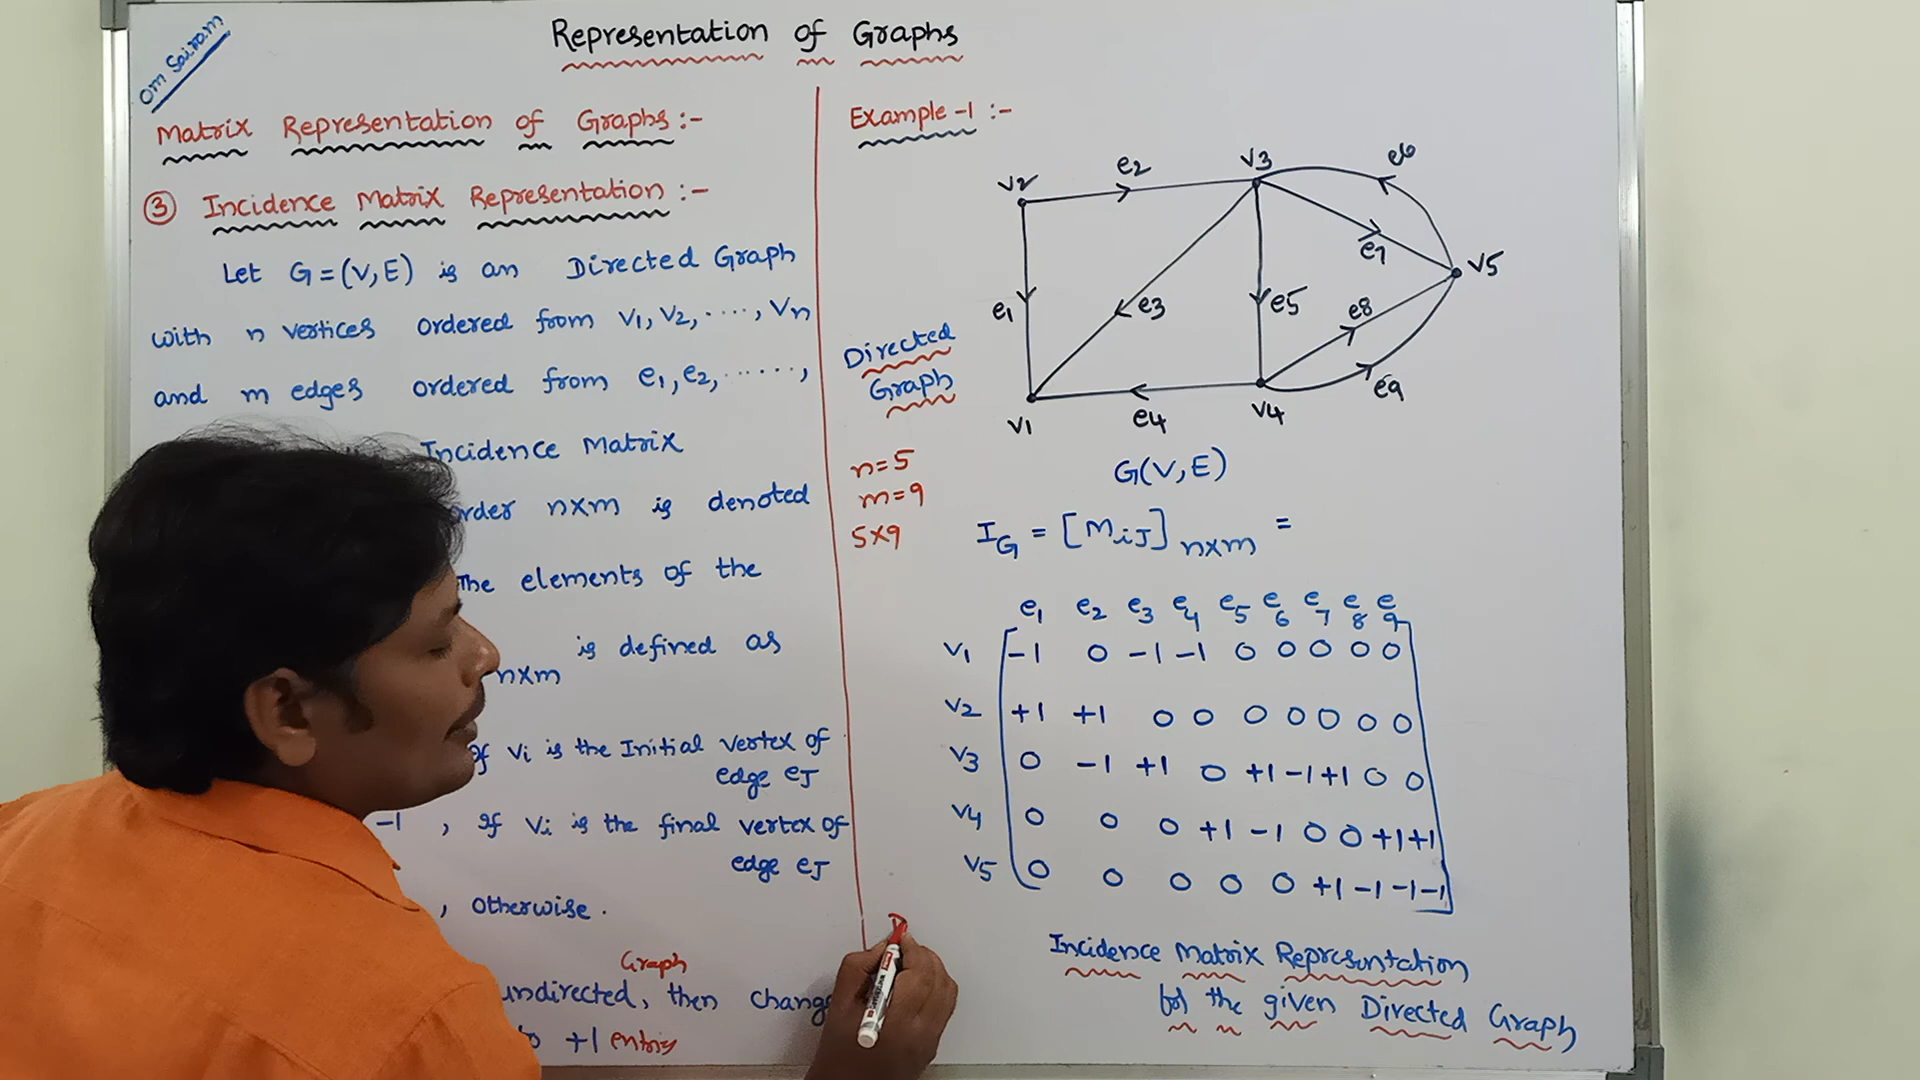 Om Sairam
Representation of Graphs
Matrix Representation of Graphs :-
③ Incidence Matrix Representation :-
Let G=(V,E) is an Directed Graph
with n vertices ordered from V1, V2, ...., Vn
and m edges ordered from e1, e2, ......,
Incidence Matrix
order n×m is denoted
The elements of the
n×m is defined as
If Vi is the Initial vertex of
edge eJ
-1 , If Vi is the final vertex of
edge eJ
, otherwise.
Graph
undirected, then change
+1 entry
Example-1 :-
Directed
Graph
v2 e2 v3 e6
e7 v5
e1 e3 e5 e8
v1 e4 v4 e9
G(V,E)
n=5
m=9
5×9
IG = [MiJ] n×m =
e1 e2 e3 e4 e5 e6 e7 e8 e9
V1 -1 0 -1 -1 0 0 0 0 0
V2 +1 +1 0 0 0 0 0 0 0
V3 0 -1 +1 0 +1 -1 +1 0 0
V4 0 0 0 +1 -1 0 0 +1 +1
V5 0 0 0 0 0 +1 -1 -1 -1
Incidence Matrix Representation
for the given Directed Graph